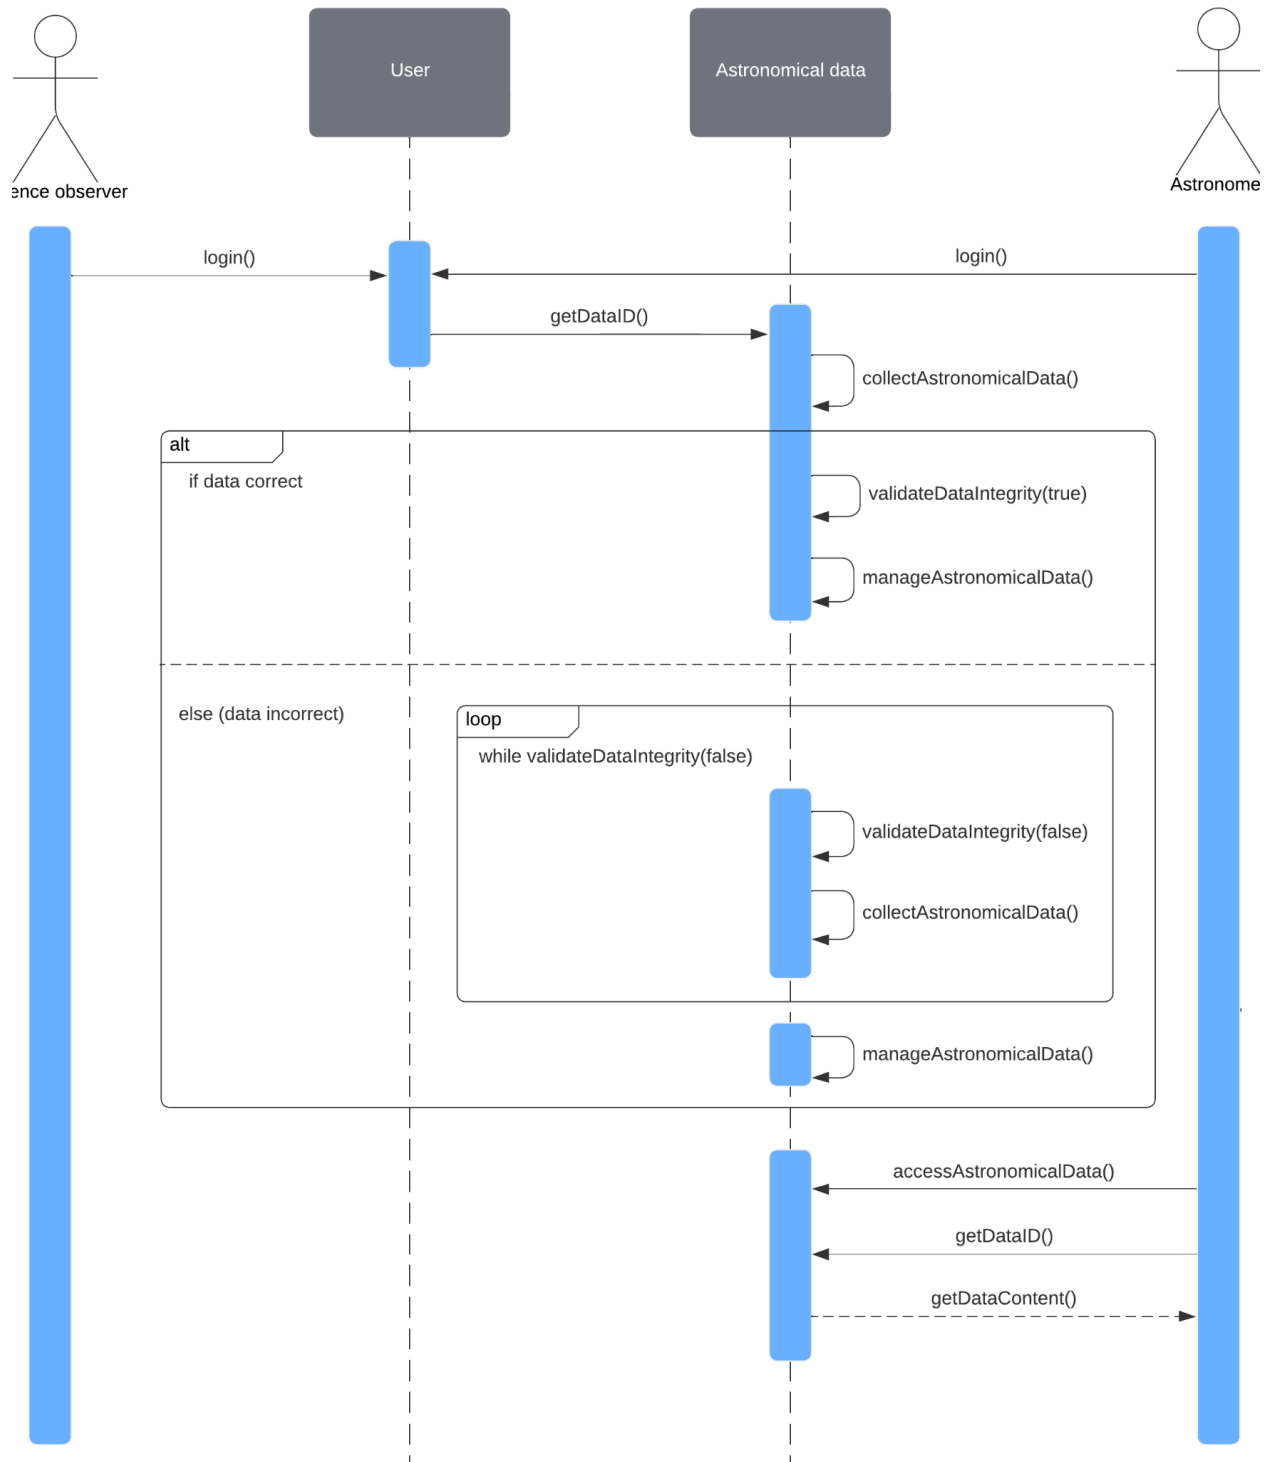 User
Astronomical data
ence observer
Astronome
login()
login()
getDataID()
collectAstronomicalData()
alt
if data correct
validateDataIntegrity(true)
manageAstronomicalData()
else (data incorrect)
loop
while validateDataIntegrity(false)
validateDataIntegrity(false)
collectAstronomicalData()
manageAstronomicalData()
accessAstronomicalData()
getDataID()
getDataContent()